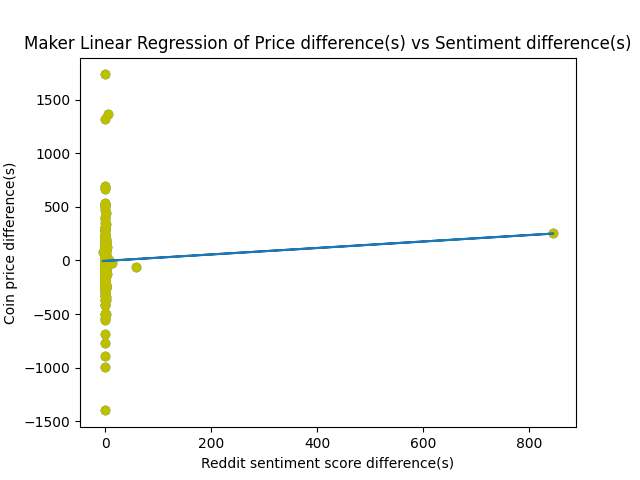 Maker Linear Regression of Price difference(s) vs Sentiment difference(s)
1500
1000
500
0
−500
−1000
−1500
Coin price difference(s)
0 200 400 600 800
Reddit sentiment score difference(s)